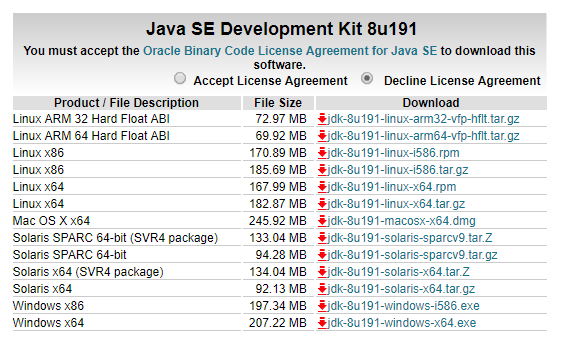 Java SE Development Kit 8u191
You must accept the Oracle Binary Code License Agreement for Java SE to download this
software.
Accept License Agreement Decline License Agreement
Product / File Description File Size Download
Linux ARM 32 Hard Float ABI 72.97 MB jdk-8u191-linux-arm32-vfp-hflt.tar.gz
Linux ARM 64 Hard Float ABI 69.92 MB jdk-8u191-linux-arm64-vfp-hflt.tar.gz
Linux x86 170.89 MB jdk-8u191-linux-i586.rpm
Linux x86 185.69 MB jdk-8u191-linux-i586.tar.gz
Linux x64 167.99 MB jdk-8u191-linux-x64.rpm
Linux x64 182.87 MB jdk-8u191-linux-x64.tar.gz
Mac OS X x64 245.92 MB jdk-8u191-macosx-x64.dmg
Solaris SPARC 64-bit (SVR4 package) 133.04 MB jdk-8u191-solaris-sparcv9.tar.Z
Solaris SPARC 64-bit 94.28 MB jdk-8u191-solaris-sparcv9.tar.gz
Solaris x64 (SVR4 package) 134.04 MB jdk-8u191-solaris-x64.tar.Z
Solaris x64 92.13 MB jdk-8u191-solaris-x64.tar.gz
Windows x86 197.34 MB jdk-8u191-windows-i586.exe
Windows x64 207.22 MB jdk-8u191-windows-x64.exe